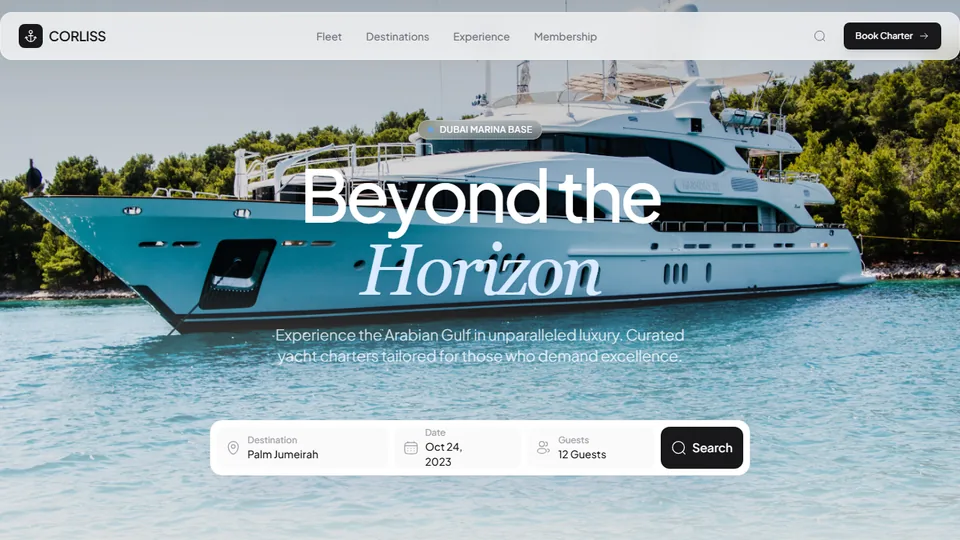 CORLISS
Fleet
Destinations
Experience
Membership
Book Charter
DUBAI MARINA BASE
Beyond the
Horizon
Experience the Arabian Gulf in unparalleled luxury. Curated
yacht charters tailored for those who demand excellence.
Destination
Palm Jumeirah
Date
Oct 24,
2023
Guests
12 Guests
Search